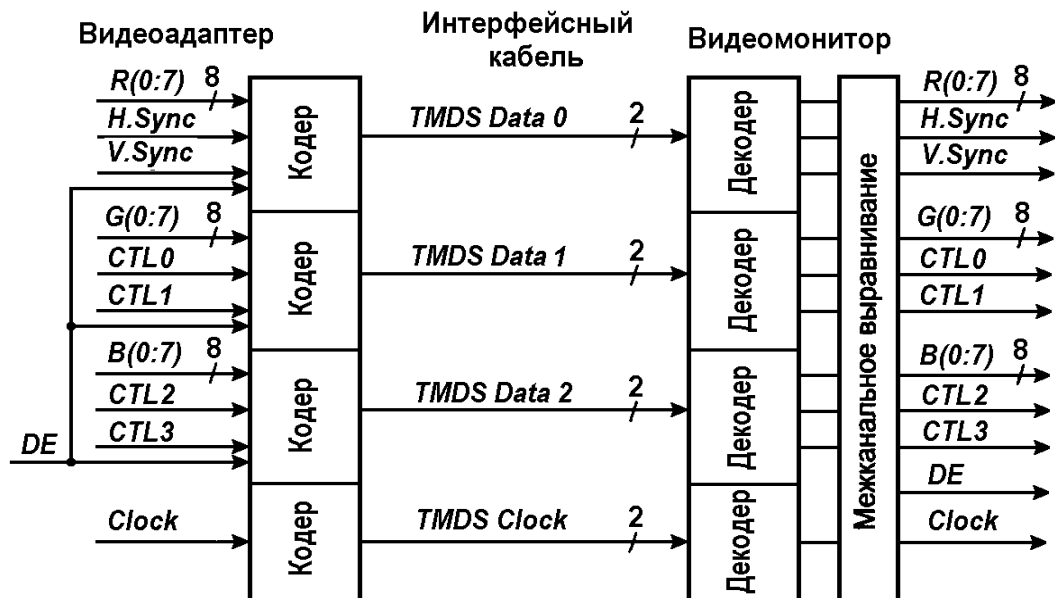 Видеоадаптер
Интерфейсный
кабель
Видеомонитор
R(0:7) 8
H.Sync
V.Sync
G(0:7) 8
CTL0
CTL1
B(0:7) 8
CTL2
CTL3
DE
Clock
Кодер
Кодер
Кодер
Кодер
TMDS Data 0 2
TMDS Data 1 2
TMDS Data 2 2
TMDS Clock 2
Декодер
Декодер
Декодер
Декодер
Межканальное выравнивание
R(0:7) 8
H.Sync
V.Sync
G(0:7) 8
CTL0
CTL1
B(0:7) 8
CTL2
CTL3
DE
Clock